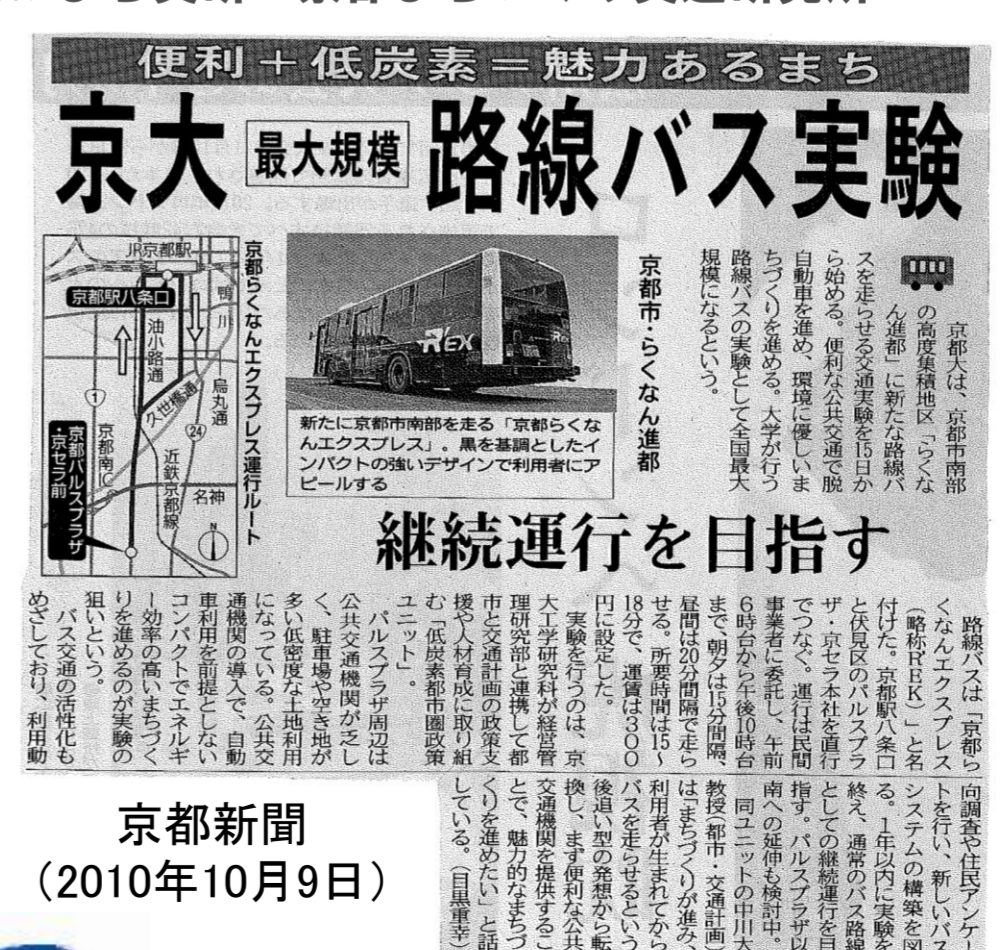 便利＋低炭素＝魅力あるまち
京大 最大規模 路線バス実験
京都大は、京都市南部
の高度集積地区「らくな
ん進都」に新たな路線バ
スを走らせる交通実験を15日か
ら始める。便利な公共交通で脱
自動車を進め、環境に優しいま
ちづくりを進める。大学が行う
路線バスの実験として全国最大
規模になるという。
京都市・らくなん進都
R'EX
新たに京都市南部を走る「京都らくな
んエクスプレス」。黒を基調としたイ
ンパクトの強いデザインで利用者にア
ピールする
京都らくなんエクスプレス運行ルート
JR京都駅
京都駅八条口
鴨川
油小路通
烏丸通
久世橋通
1
24
京都南IC
近鉄京都線
名神
N
京都パルスプラザ
・京セラ前
継続運行を目指す
路線バスは「京都ら
くなんエクスプレス
（略称R'EK）」と名
付けた。京都駅八条口
と伏見区のパルスプラ
ザ・京セラ本社を直行
でつなぐ。運行は民間
事業者に委託し、午前
6時台から午後10時台
まで、朝夕は15分間隔、
昼間は20分間隔で走ら
せる。所要時間は15〜
18分で、運賃は300
円に設定した。
実験を行うのは、京
大工学研究科が経営管
理研究部と連携して都
市と交通計画の政策支
援や人材育成に取り組
む「低炭素都市圏政策
ユニット」。
パルスプラザ周辺は
公共交通機関が乏し
く、駐車場や空き地が
多い低密度な土地利用
になっている。公共交
通機関の導入で、自動
車利用を前提としない
コンパクトでエネルギ
ー効率の高いまちづく
りを進めるのが実験の
狙いという。
バス交通の活性化も
めざしており、利用動
向調査や住民アンケー
トを行い、新しいバス
システムの構築を図
る。1年以内に実験を
終え、通常のバス路線
としての継続運行を目
指す。パルスプラザ以
南への延伸も検討中。
同ユニットの中川大
教授（都市・交通計画）
は「まちづくりが進み、
利用者が生まれてから
バスを走らせるという
後追い型の発想から転
換し、まず便利な公共
交通機関を提供するこ
とで、魅力的なまちづ
くりを進めたい」と話
している。（目黒重幸）
京都新聞
（2010年10月9日）